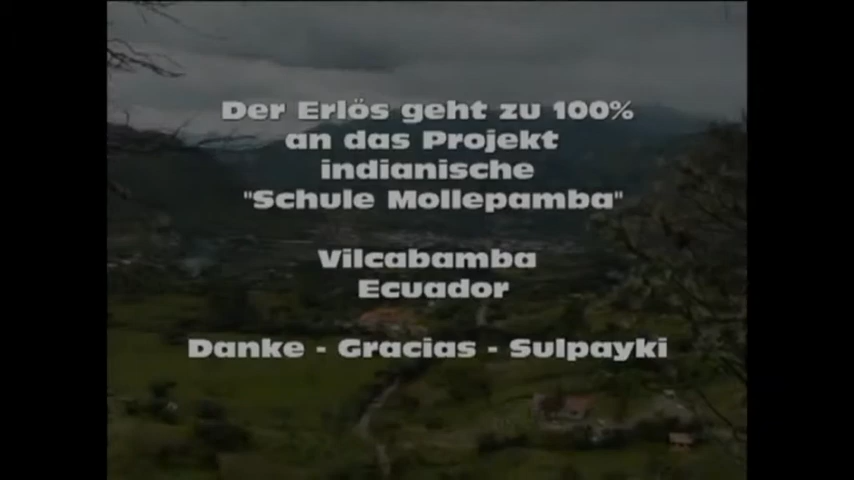 Der Erlös geht zu 100%
an das Projekt
indianische
"Schule Mollepamba"
Vilcabamba
Ecuador
Danke - Gracias - Sulpayki